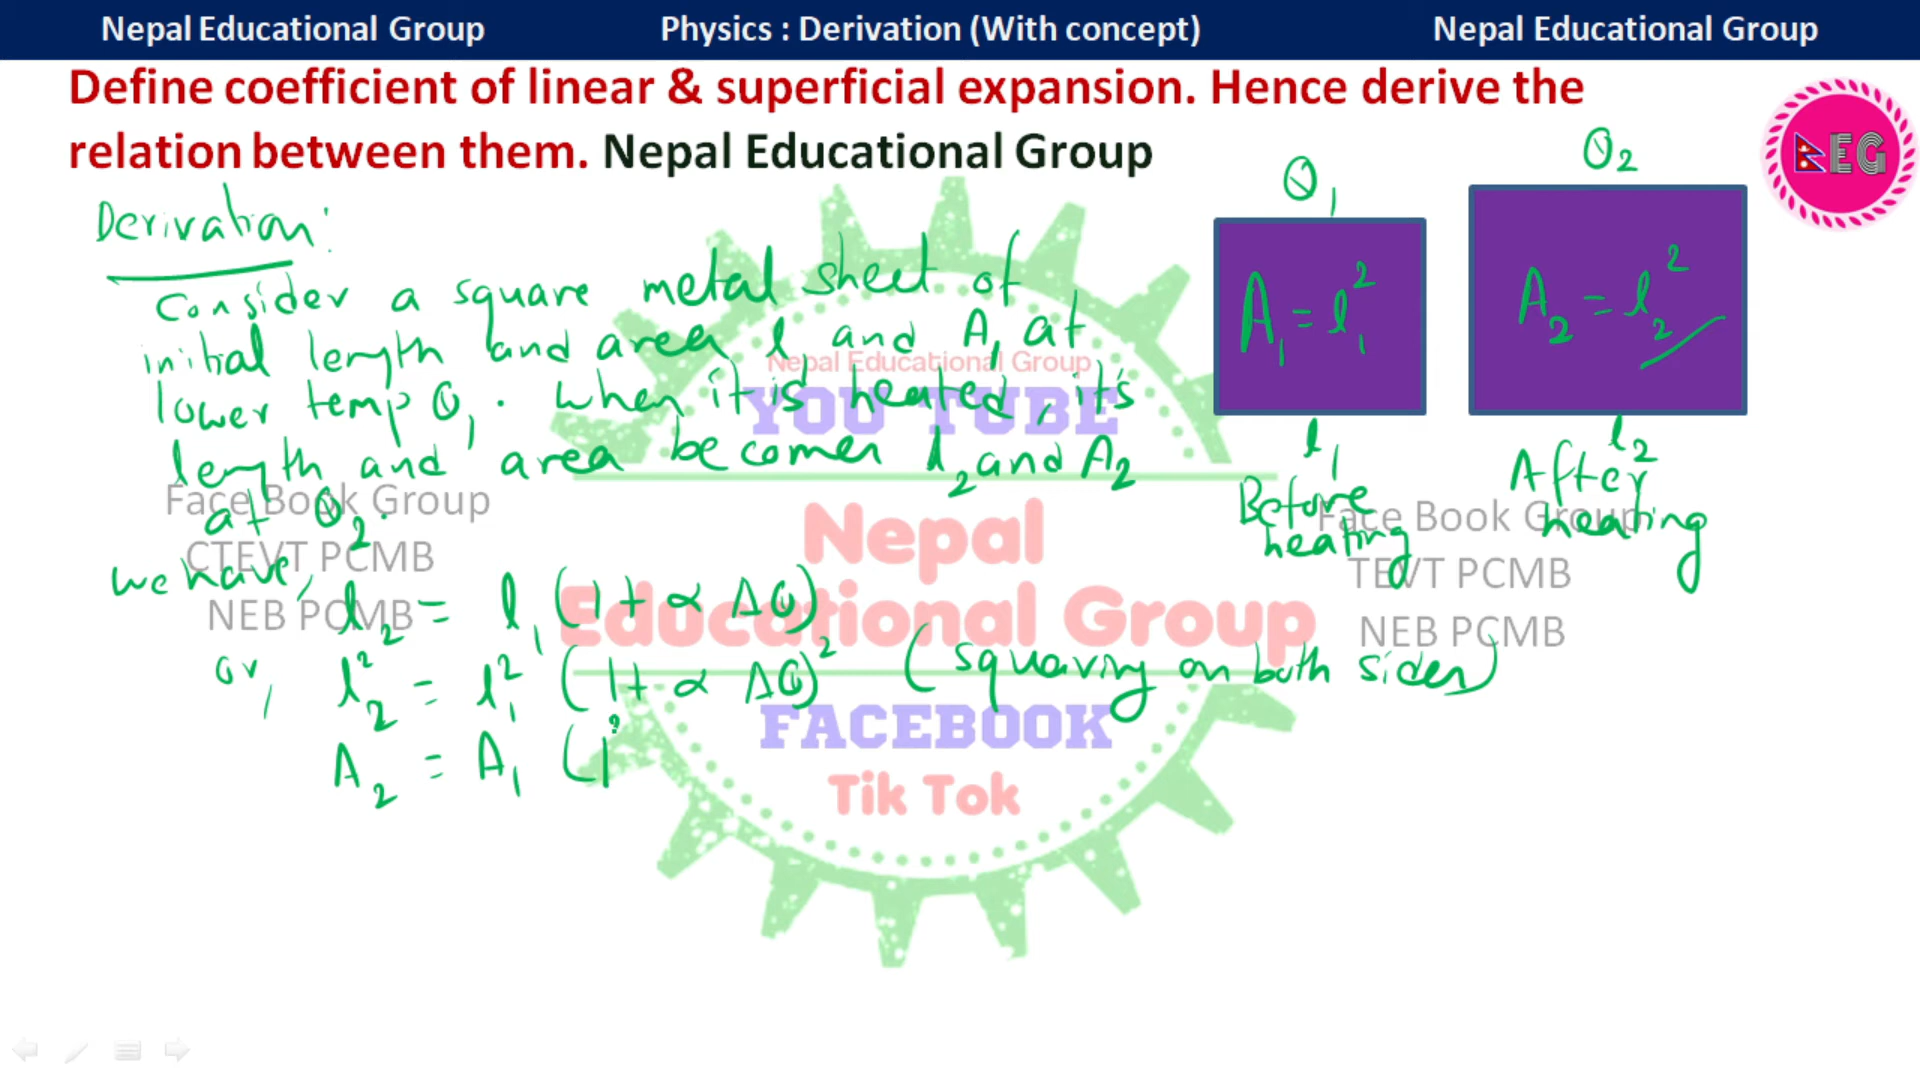 Nepal Educational Group
Physics : Derivation (With concept)
Nepal Educational Group
Define coefficient of linear & superficial expansion. Hence derive the
relation between them. Nepal Educational Group
EG
Derivation:
Consider a square metal sheet of
initial length and area l₁ and A₁ at
lower temp θ₁. When it is heated, it's
length and area becomes l₂ and A₂
at θ₂.
we have,
l₂ = l₁ (1 + α Δθ)
or, l₂² = l₁² (1 + α Δθ)² (squaring on both sides)
A₂ = A₁ (1²
θ₁
A₁ = l₁²
l₁
Before
heating
θ₂
A₂ = l₂²
l₂
After
heating
Nepal Educational Group
YOU TUBE
Nepal
Educational Group
FACEBOOK
Tik Tok
Face Book Group
CTEVT PCMB
NEB PCMB
Face Book Group
TEVT PCMB
NEB PCMB